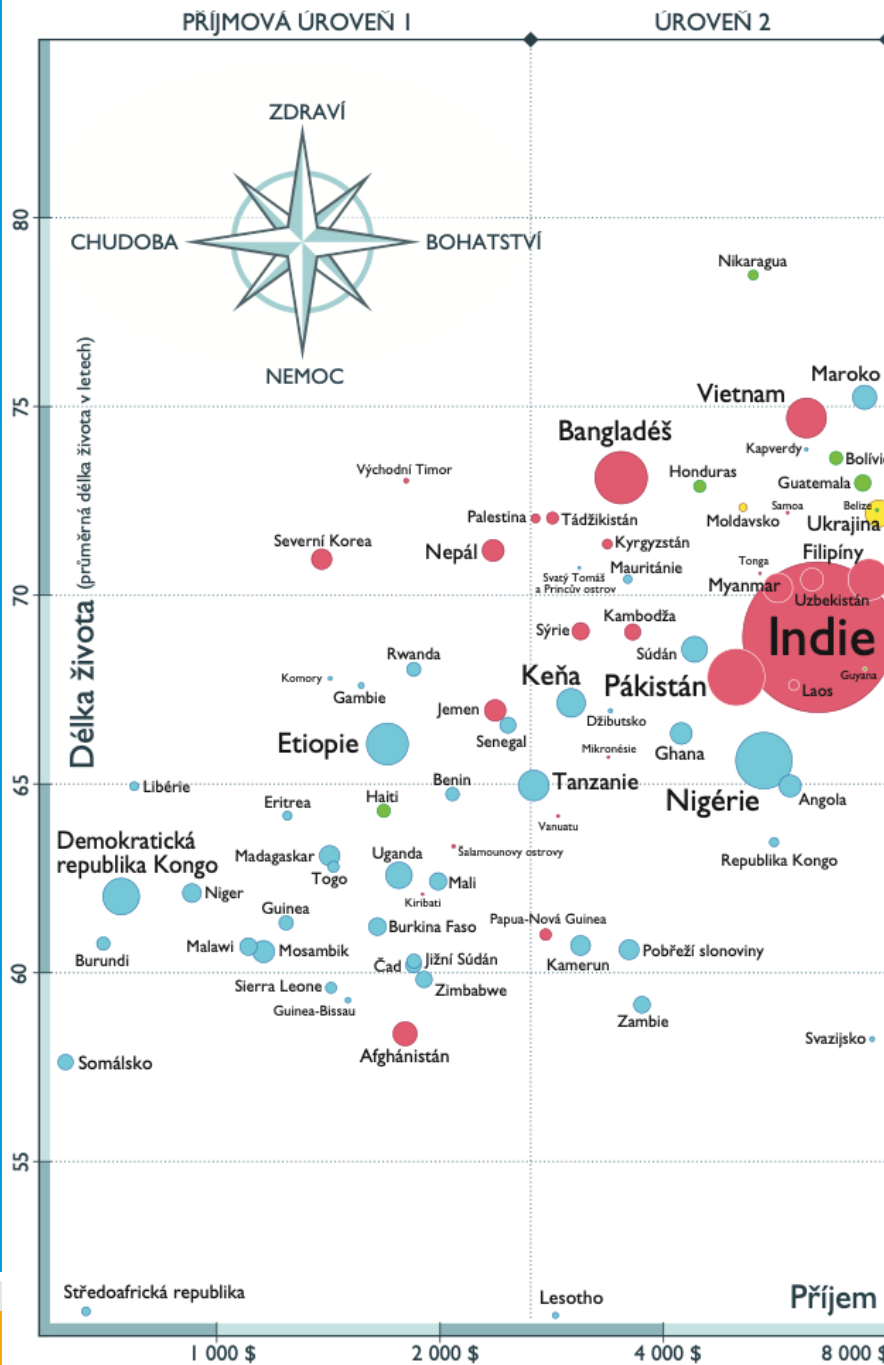 PŘÍJMOVÁ ÚROVEŇ 1
ÚROVEŇ 2
ZDRAVÍ
CHUDOBA
BOHATSTVÍ
NEMOC
Délka života (průměrná délka života v letech)
80
75
70
65
60
55
Nikaragua
Maroko
Vietnam
Bangladéš
Kapverdy
Bolívi
Východní Timor
Honduras
Guatemala
Samoa
Belize
Palestina
Tádžikistán
Moldavsko
Ukrajina
Severní Korea
Nepál
Kyrgyzstán
Filipíny
Tonga
Svatý Tomáš
a Princův ostrov
Mauritánie
Myanmar
Uzbekistán
Sýrie
Kambodža
Indie
Rwanda
Súdán
Komory
Gambie
Keňa
Pákistán
Guyana
Laos
Jemen
Džibutsko
Etiopie
Senegal
Mikronésie
Ghana
Libérie
Benin
Tanzanie
Nigérie
Angola
Eritrea
Haiti
Vanuatu
Demokratická
republika Kongo
Madagaskar
Togo
Uganda
Salamounovy ostrovy
Republika Kongo
Niger
Mali
Kiribati
Guinea
Burkina Faso
Papua-Nová Guinea
Burundi
Malawi
Mosambik
Čad
Jižní Súdán
Kamerun
Pobřeží slonoviny
Sierra Leone
Guinea-Bissau
Zimbabwe
Zambie
Afghánistán
Svazijsko
Somálsko
Středoafrická republika
Lesotho
Příjem
1 000 $
2 000 $
4 000 $
8 000 $